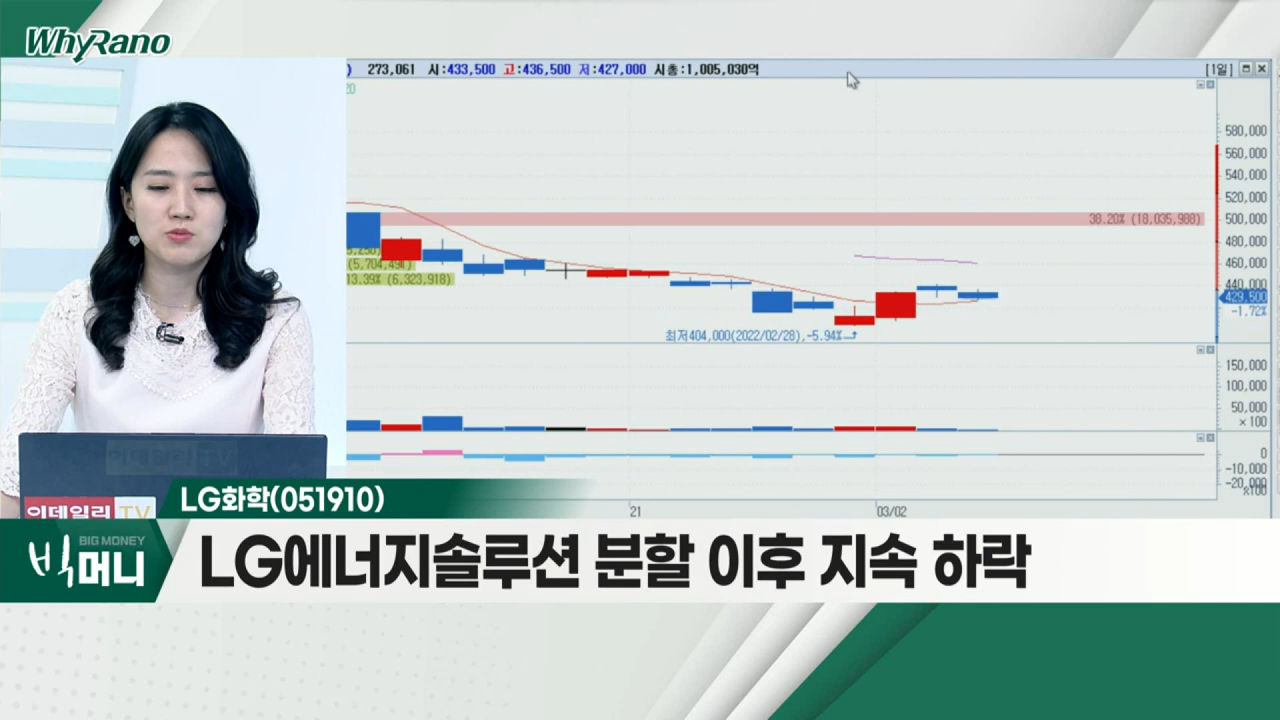 WhyRano
) 273,061 시:433,500 고:436,500 저:427,000 시총:1,005,030억
[1일]
20
580,000
560,000
540,000
520,000
38.20% (18,035,988)
500,000
480,000
(5,704,491)
460,000
13.39% (6,323,918)
440,000
429,500
-1.72%
최저404,000(2022/02/28),-5.94%
150,000
100,000
50,000
×100
0
-10,000
-20,000
×100
21
03/02
이데일리 TV
LG화학(051910)
BIG MONEY
빅머니
LG에너지솔루션 분할 이후 지속 하락